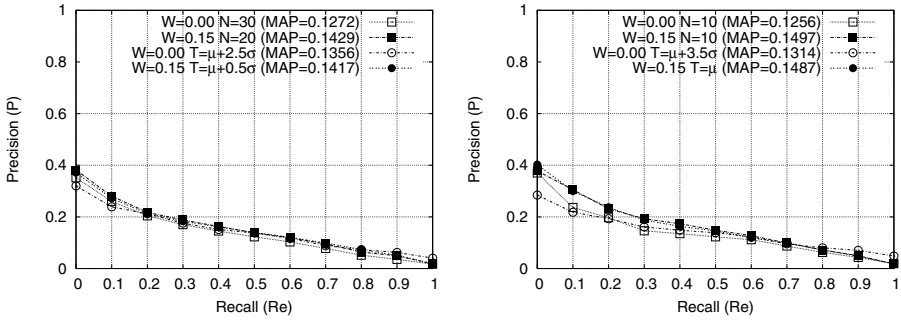 W=0.00 N=30 (MAP=0.1272)
W=0.15 N=20 (MAP=0.1429)
W=0.00 T=μ+2.5σ (MAP=0.1356)
W=0.15 T=μ+0.5σ (MAP=0.1417)
1
0.8
0.6
0.4
0.2
0
Precision (P)
0 0.1 0.2 0.3 0.4 0.5 0.6 0.7 0.8 0.9 1
Recall (Re)
W=0.00 N=10 (MAP=0.1256)
W=0.15 N=10 (MAP=0.1497)
W=0.00 T=μ+3.5σ (MAP=0.1314)
W=0.15 T=μ (MAP=0.1487)
1
0.8
0.6
0.4
0.2
0
Precision (P)
0 0.1 0.2 0.3 0.4 0.5 0.6 0.7 0.8 0.9 1
Recall (Re)